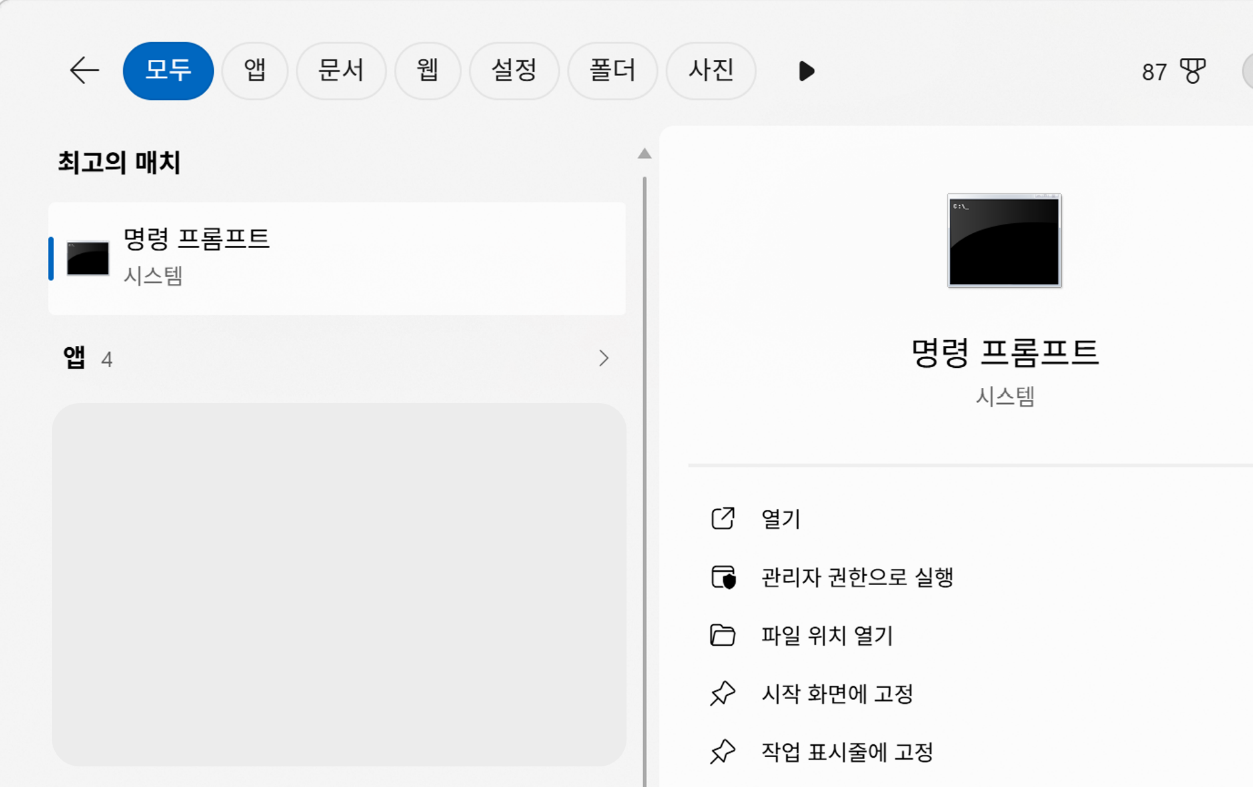 모두 앱 문서 웹 설정 폴더 사진 87
최고의 매치
명령 프롬프트
시스템
앱 4
C:\_
명령 프롬프트
시스템
열기
관리자 권한으로 실행
파일 위치 열기
시작 화면에 고정
작업 표시줄에 고정